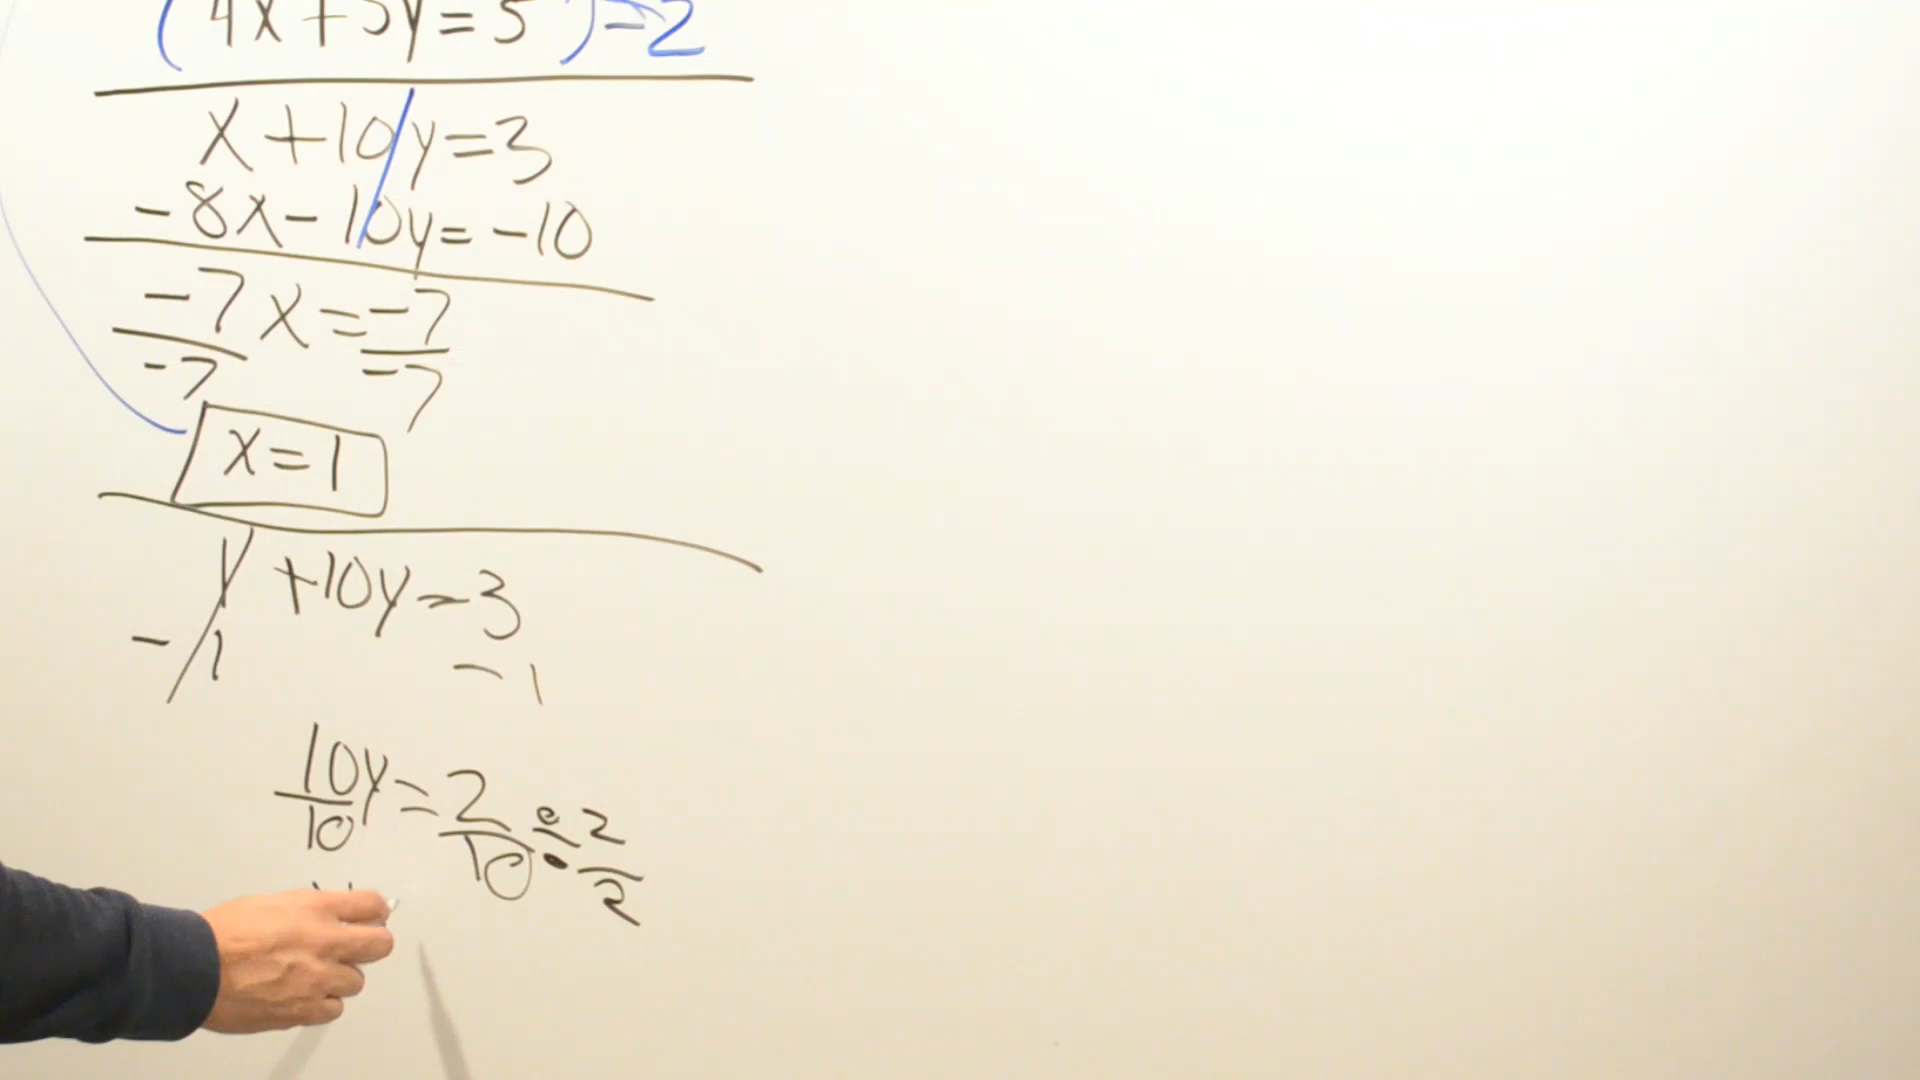 (4x+5y=5)-2
x+10y=3
-8x-10y=-10
-7x=-7
-7 -7
x=1
1+10y=3
-1 -1
10y=2÷2
10 10 2